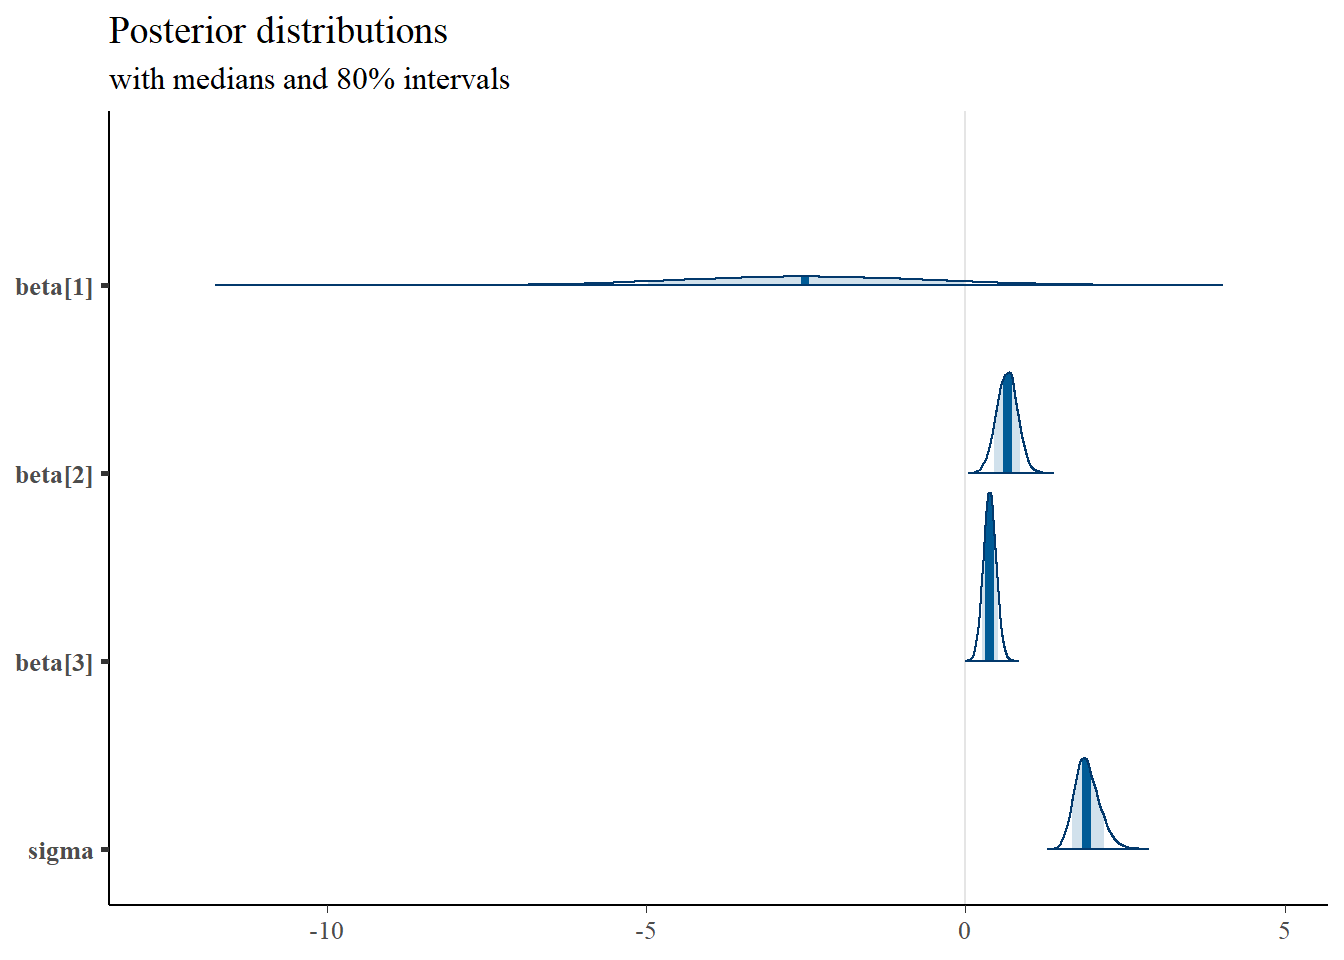 Posterior distributions
with medians and 80% intervals
beta[1]
beta[2]
beta[3]
sigma
-10 -5 0 5